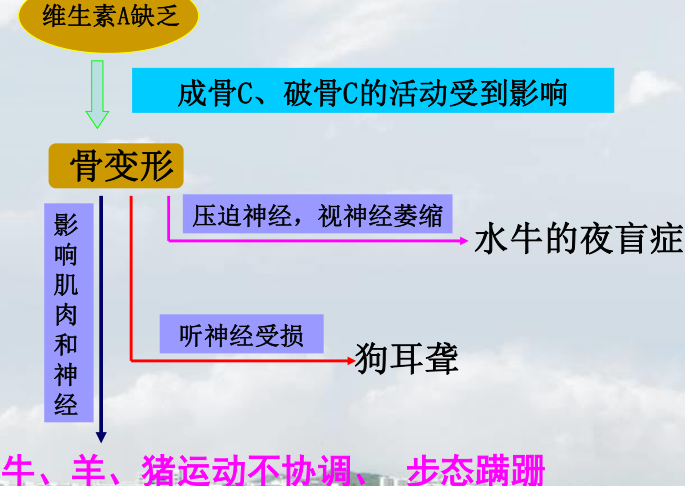 维生素A缺乏
成骨C、破骨C的活动受到影响
骨变形
压迫神经，视神经萎缩
水牛的夜盲症
影响肌肉和神经
听神经受损
狗耳聋
牛、羊、猪运动不协调、 步态蹒跚